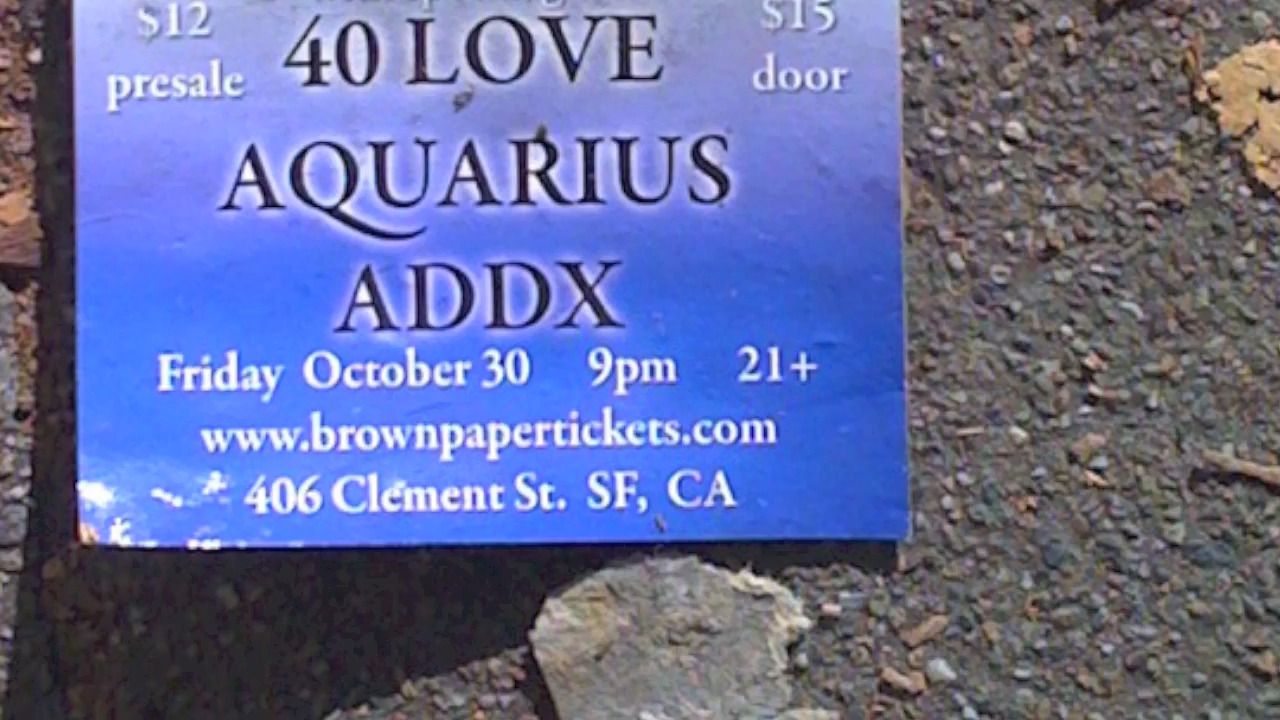 $12 presale
40 LOVE
$15 door
AQUARIUS
ADDX
Friday October 30 9pm 21+
www.brownpapertickets.com
406 Clement St. SF, CA